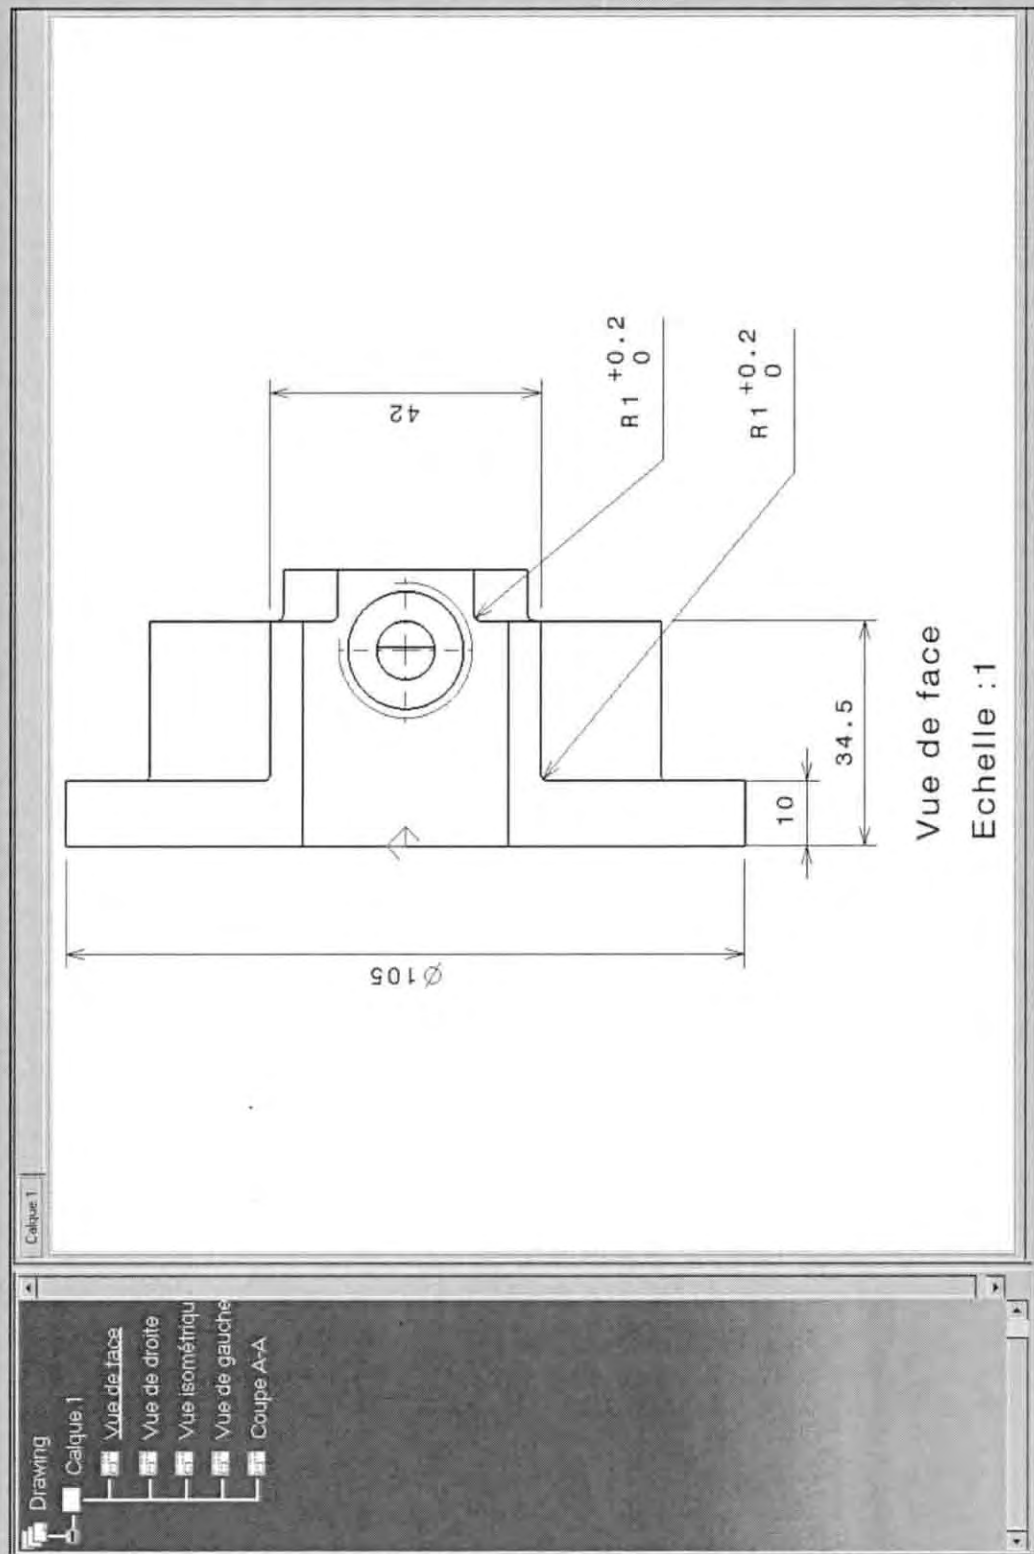 Drawing
Calque.1
Vue de face
Vue de droite
Vue isométriqu
Vue de gauche
Coupe A-A
Calque.1
Ø105
42
R1 +0.2
0
R1 +0.2
0
10
34.5
Vue de face
Echelle :1